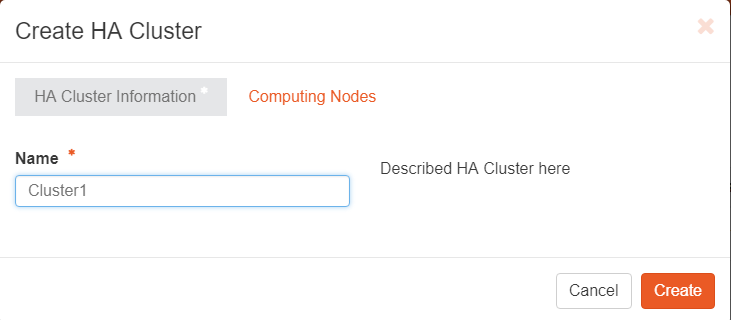 Create HA Cluster
HA Cluster Information *
Computing Nodes
Name *
Cluster1
Described HA Cluster here
Cancel
Create